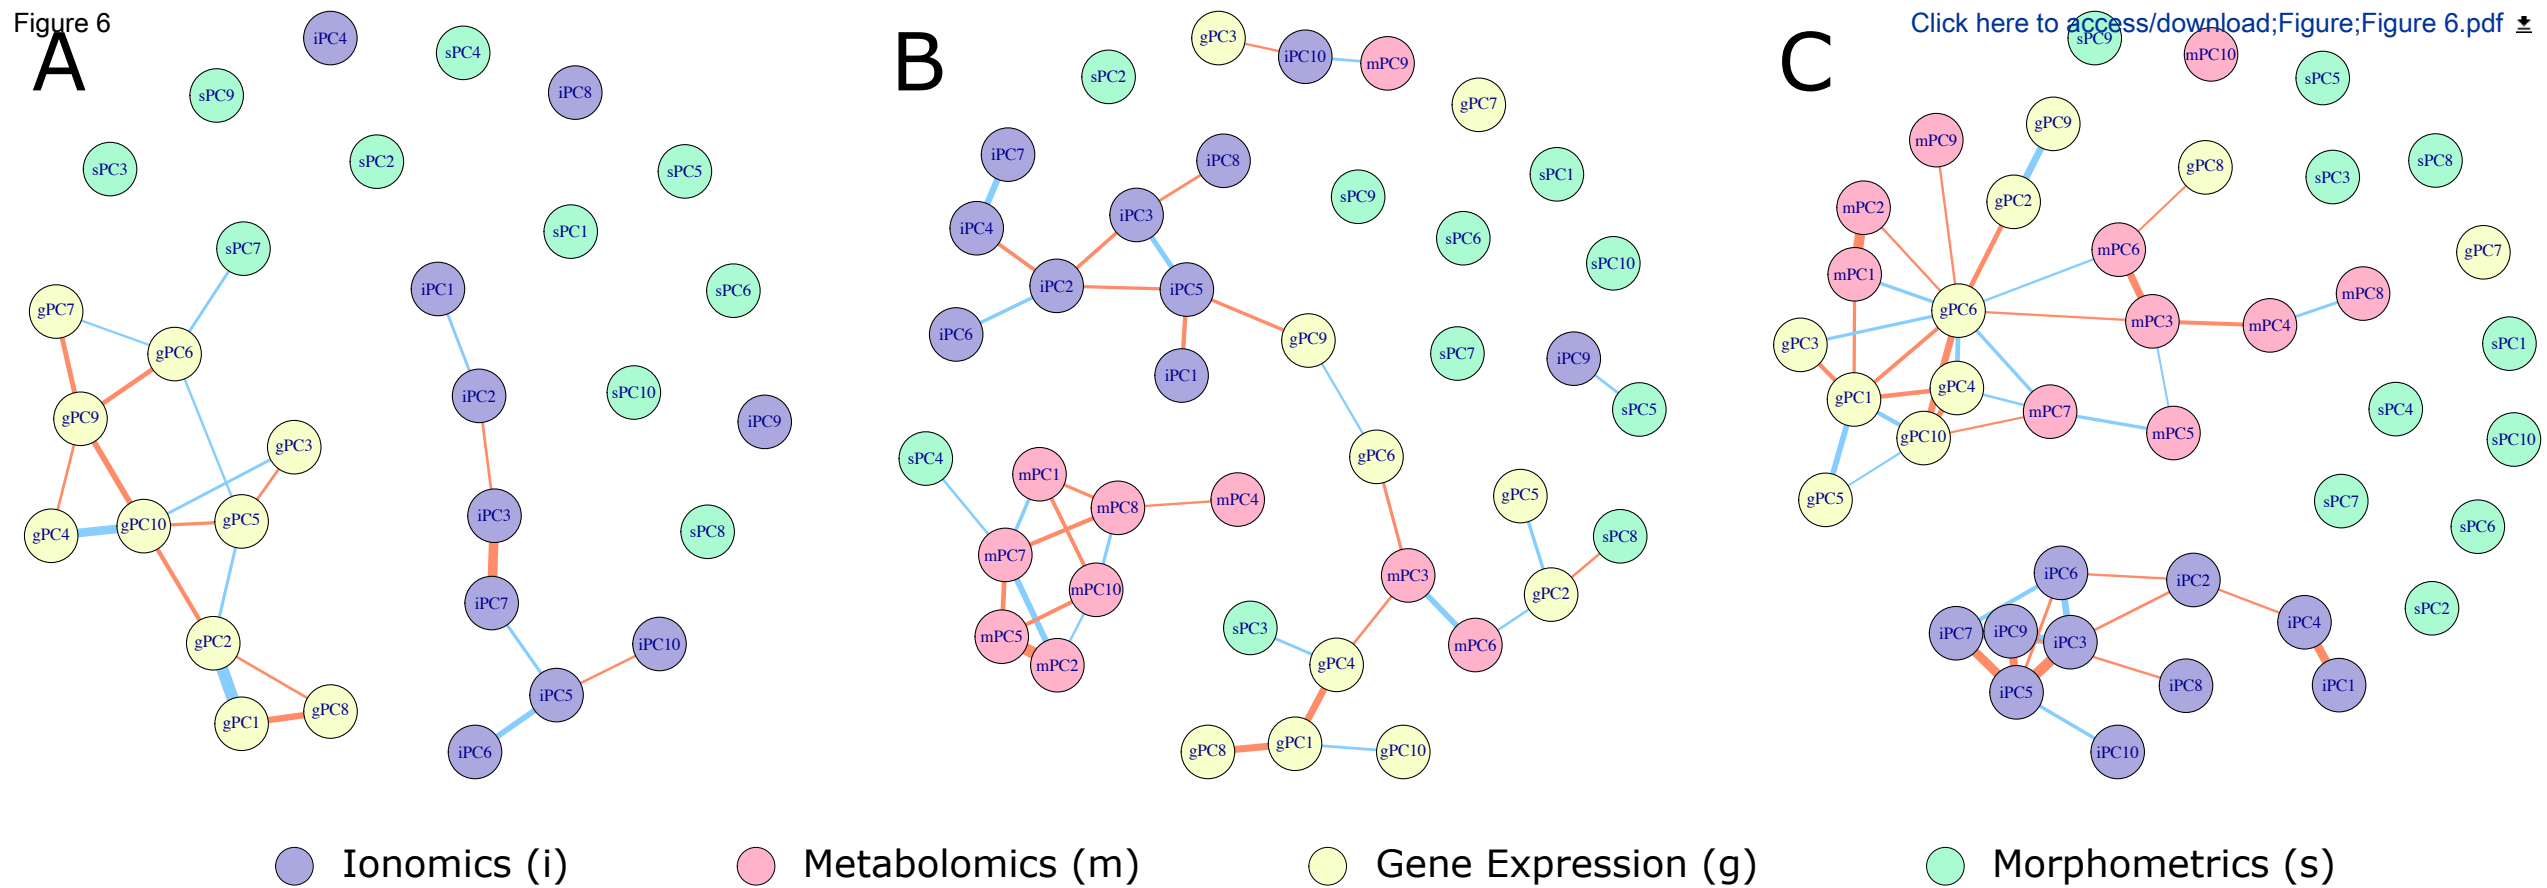 Figure 6
Click here to access/download;Figure;Figure 6.pdf
A
iPC4
sPC4
iPC8
sPC9
sPC3
sPC2
sPC5
sPC1
sPC7
iPC1
sPC6
gPC7
gPC6
iPC2
sPC10
iPC9
gPC9
gPC3
gPC4
gPC10
gPC5
iPC3
sPC8
iPC7
gPC2
iPC10
iPC5
gPC1
gPC8
iPC6
B
gPC3
iPC10
mPC9
sPC2
gPC7
iPC7
iPC8
sPC1
sPC9
iPC3
iPC4
sPC6
sPC10
iPC2
iPC5
iPC6
gPC9
sPC7
iPC9
iPC1
sPC5
sPC4
gPC6
mPC1
mPC8
mPC4
gPC5
sPC8
mPC7
mPC10
mPC3
gPC2
mPC5
mPC2
sPC3
mPC6
gPC4
gPC8
gPC1
gPC10
C
sPC9
mPC10
sPC5
gPC9
mPC9
gPC8
sPC8
sPC3
mPC2
gPC2
mPC6
gPC7
mPC1
mPC8
gPC6
mPC3
mPC4
gPC3
sPC1
gPC4
gPC1
mPC7
sPC4
gPC10
mPC5
sPC10
gPC5
sPC7
sPC6
iPC6
iPC2
sPC2
iPC7
iPC9
iPC3
iPC4
iPC5
iPC8
iPC1
iPC10
Ionomics (i)
Metabolomics (m)
Gene Expression (g)
Morphometrics (s)